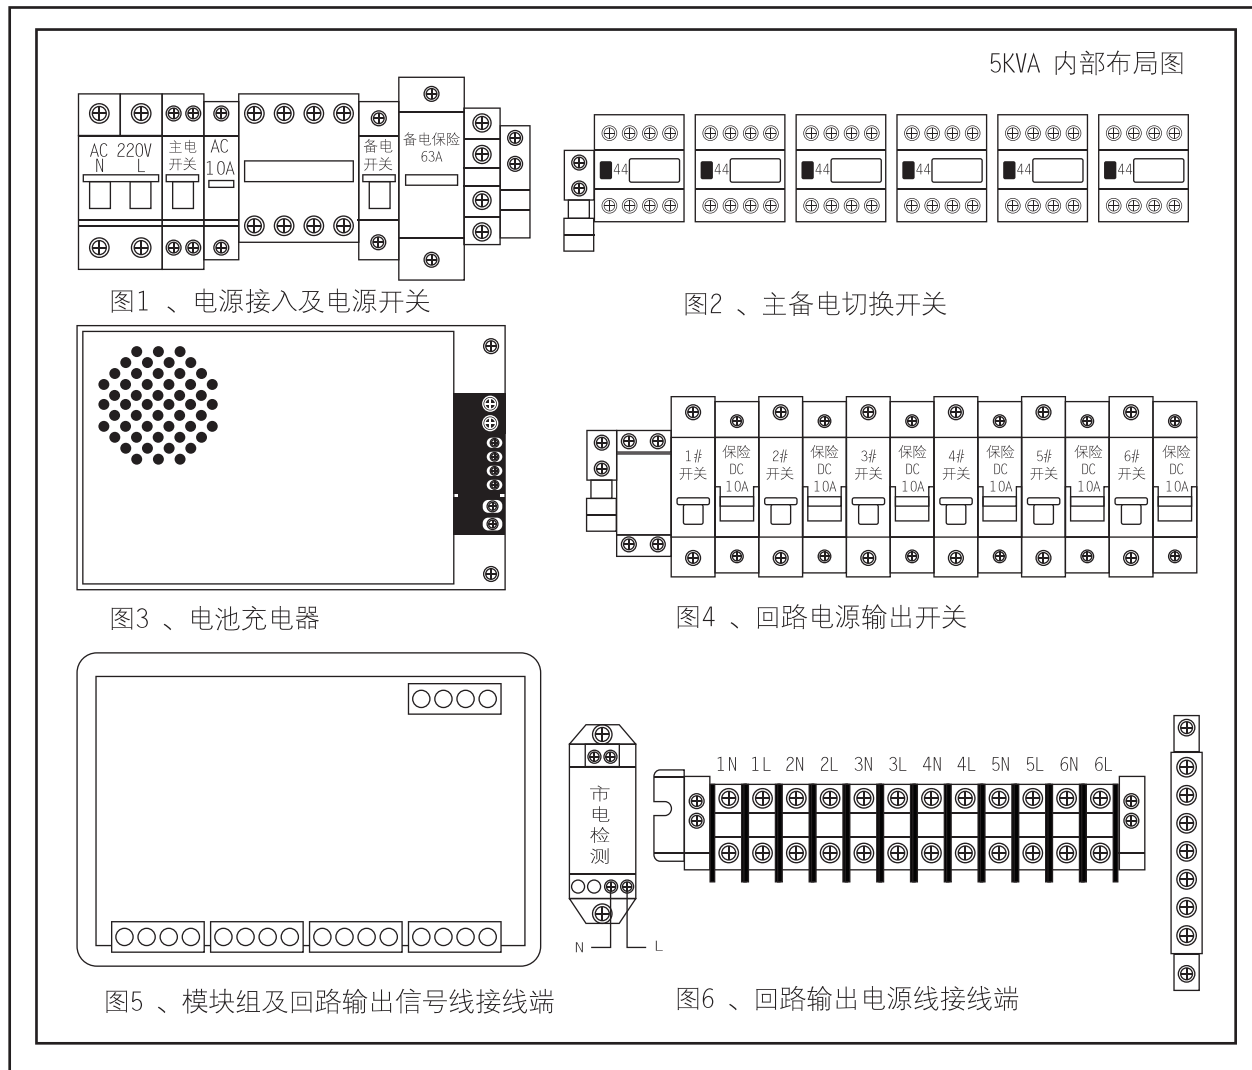 5KVA 内部布局图
AC 220V
N L
主电
开关
AC
10A
备电
开关
备电保险
63A
图1 、电源接入及电源开关
44
44
44
44
44
44
图2 、主备电切换开关
图3 、电池充电器
1#
开关
保险
DC
10A
2#
开关
保险
DC
10A
3#
开关
保险
DC
10A
4#
开关
保险
DC
10A
5#
开关
保险
DC
10A
6#
开关
保险
DC
10A
图4 、回路电源输出开关
图5 、模块组及回路输出信号线接线端
市
电
检
测
N L
1N 1L 2N 2L 3N 3L 4N 4L 5N 5L 6N 6L
图6 、回路输出电源线接线端